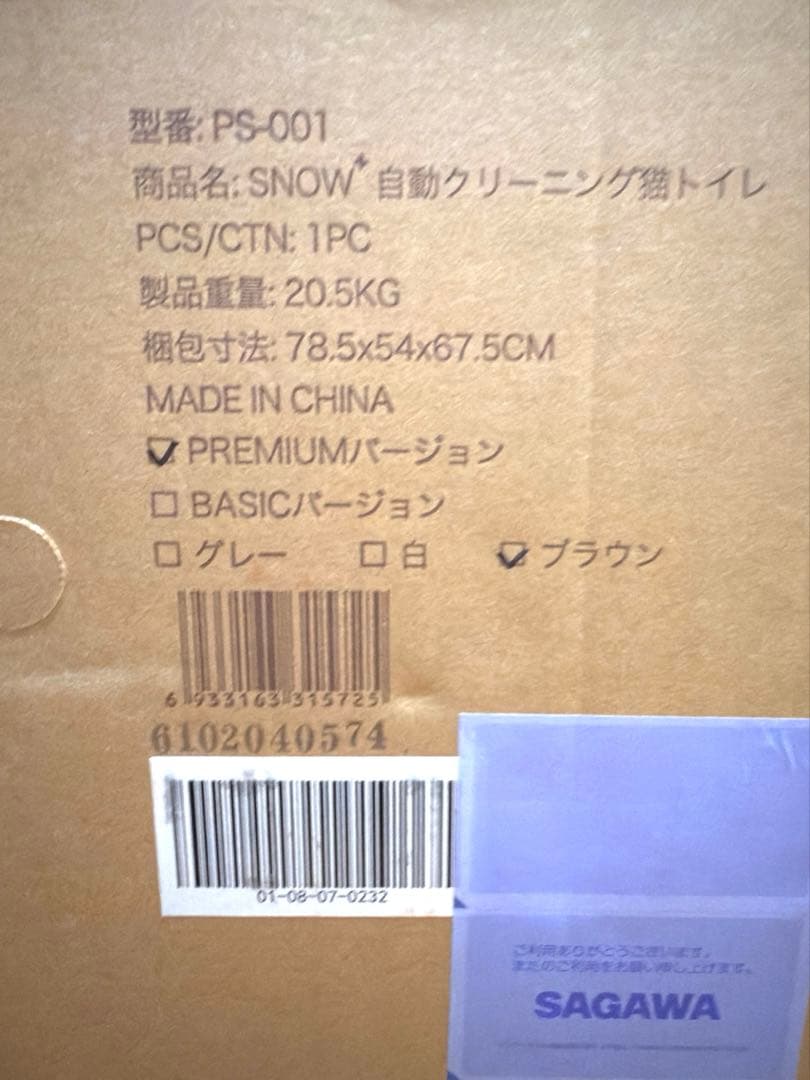 型番: PS-001
商品名: SNOW⁺ 自動クリーニング猫トイレ
PCS/CTN: 1PC
製品重量: 20.5KG
梱包寸法: 78.5x54x67.5CM
MADE IN CHINA
☑ PREMIUMバージョン
☐ BASICバージョン
☐ グレー ☐ 白 ☑ ブラウン
6 933163 315725
6102040574
01-08-07-0232
ご利用ありがとうございます。
またのご利用をお願い申し上げます。
SAGAWA